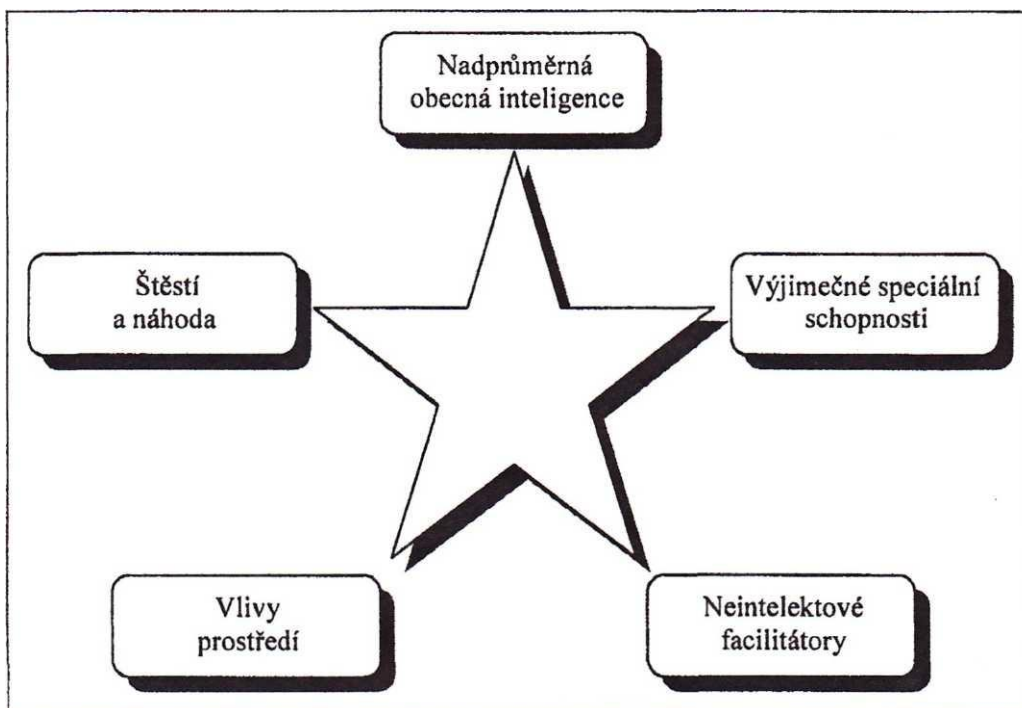 Nadprůměrná
obecná inteligence
Štěstí
a náhoda
Výjimečné speciální
schopnosti
Vlivy
prostředí
Neintelektové
facilitátory